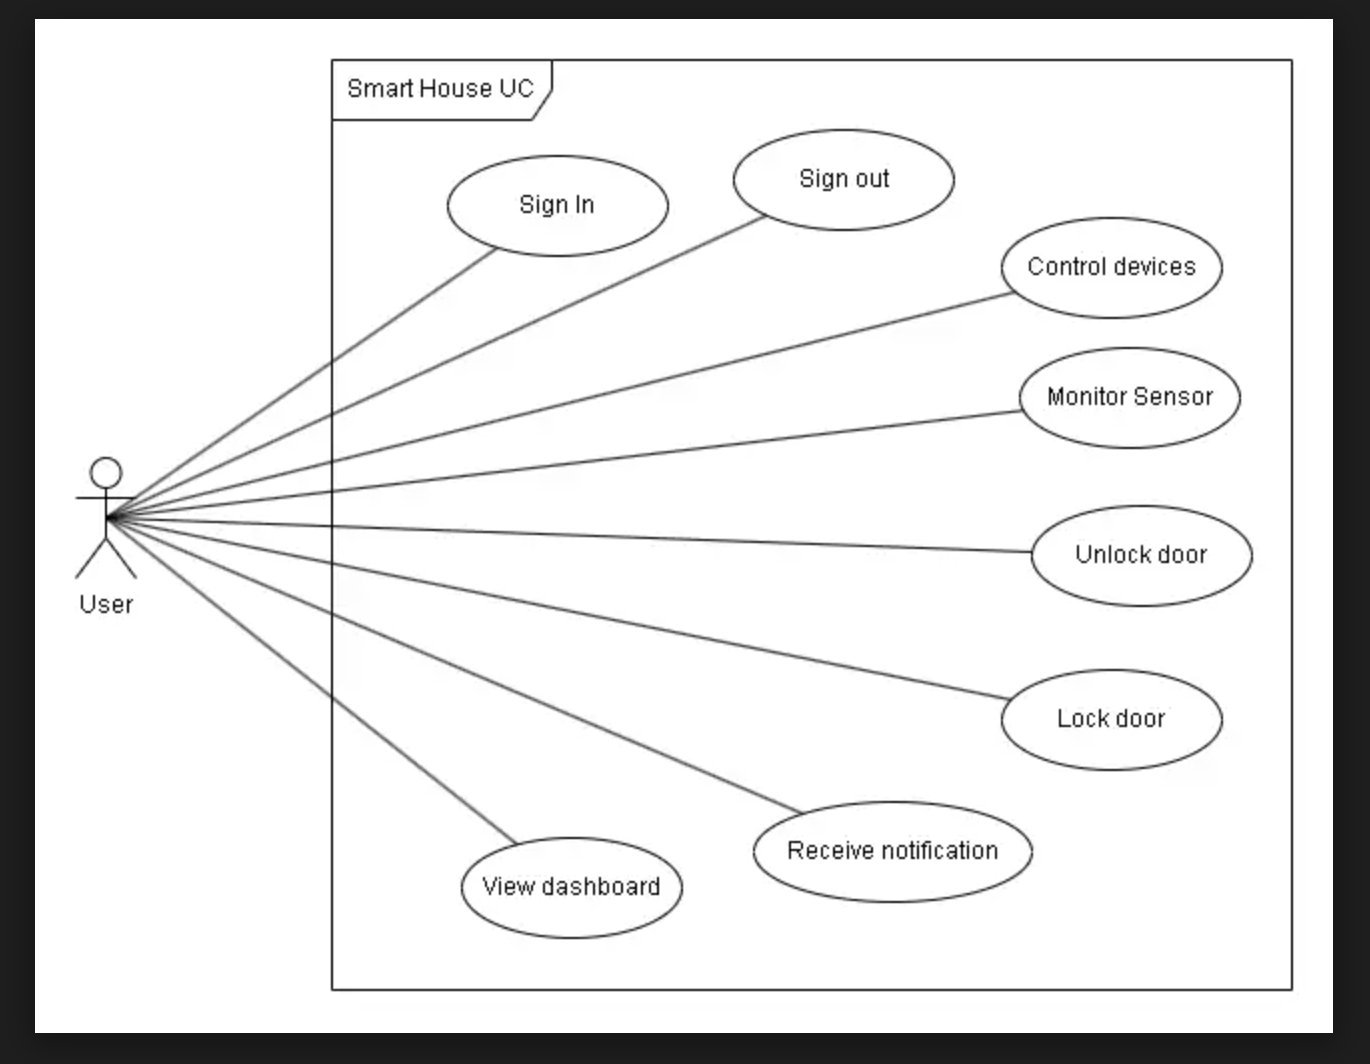 Smart House UC
Sign In
Sign out
Control devices
Monitor Sensor
Unlock door
User
Lock door
Receive notification
View dashboard